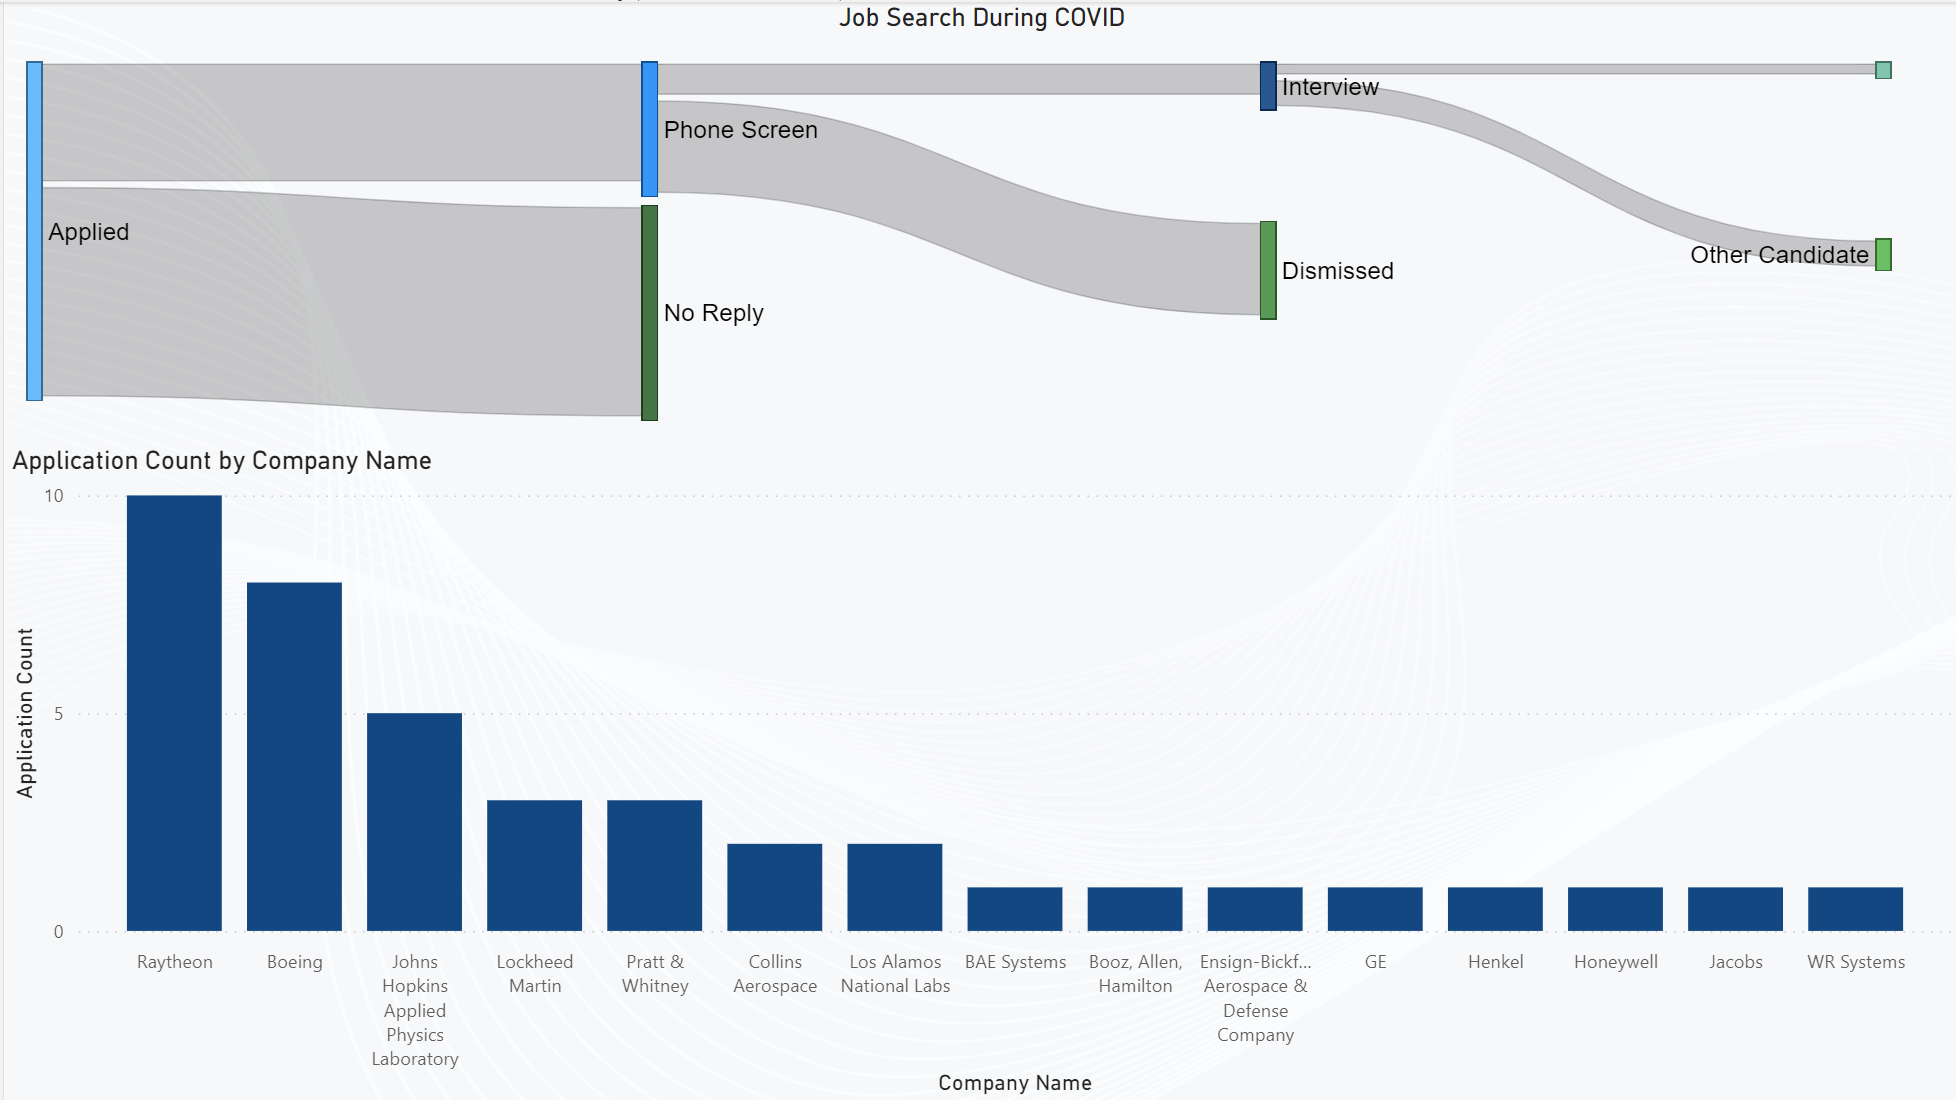 Job Search During COVID
Interview
Phone Screen
Applied
Other Candidate
Dismissed
No Reply
Application Count by Company Name
10
5
0
Application Count
Raytheon
Boeing
Johns
Hopkins
Applied
Physics
Laboratory
Lockheed
Martin
Pratt &
Whitney
Collins
Aerospace
Los Alamos
National Labs
BAE Systems
Booz, Allen,
Hamilton
Ensign-Bickf...
Aerospace &
Defense
Company
GE
Henkel
Honeywell
Jacobs
WR Systems
Company Name